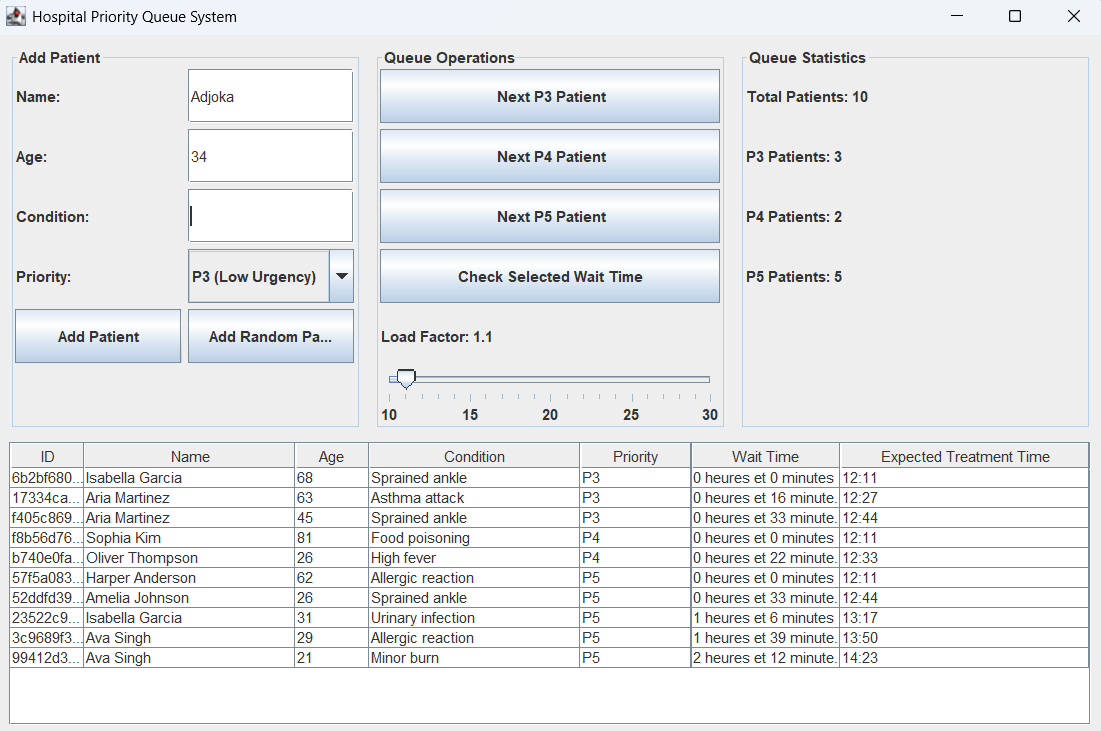 Hospital Priority Queue System
Add Patient
Name: Adjoka
Age: 34
Condition:
Priority: P3 (Low Urgency)
Add Patient Add Random Pa...
Queue Operations
Next P3 Patient
Next P4 Patient
Next P5 Patient
Check Selected Wait Time
Load Factor: 1.1
10 15 20 25 30
Queue Statistics
Total Patients: 10
P3 Patients: 3
P4 Patients: 2
P5 Patients: 5
ID Name Age Condition Priority Wait Time Expected Treatment Time
6b2bf680... Isabella Garcia 68 Sprained ankle P3 0 heures et 0 minutes 12:11
17334ca... Aria Martinez 63 Asthma attack P3 0 heures et 16 minute. 12:27
f405c869... Aria Martinez 45 Sprained ankle P3 0 heures et 33 minute. 12:44
f8b56d76... Sophia Kim 81 Food poisoning P4 0 heures et 0 minutes 12:11
b740e0fa... Oliver Thompson 26 High fever P4 0 heures et 22 minute. 12:33
57f5a083... Harper Anderson 62 Allergic reaction P5 0 heures et 0 minutes 12:11
52ddfd39... Amelia Johnson 26 Sprained ankle P5 0 heures et 33 minute. 12:44
23522c9... Isabella Garcia 31 Urinary infection P5 1 heures et 6 minutes 13:17
3c9689f3... Ava Singh 29 Allergic reaction P5 1 heures et 39 minute. 13:50
99412d3... Ava Singh 21 Minor burn P5 2 heures et 12 minute. 14:23